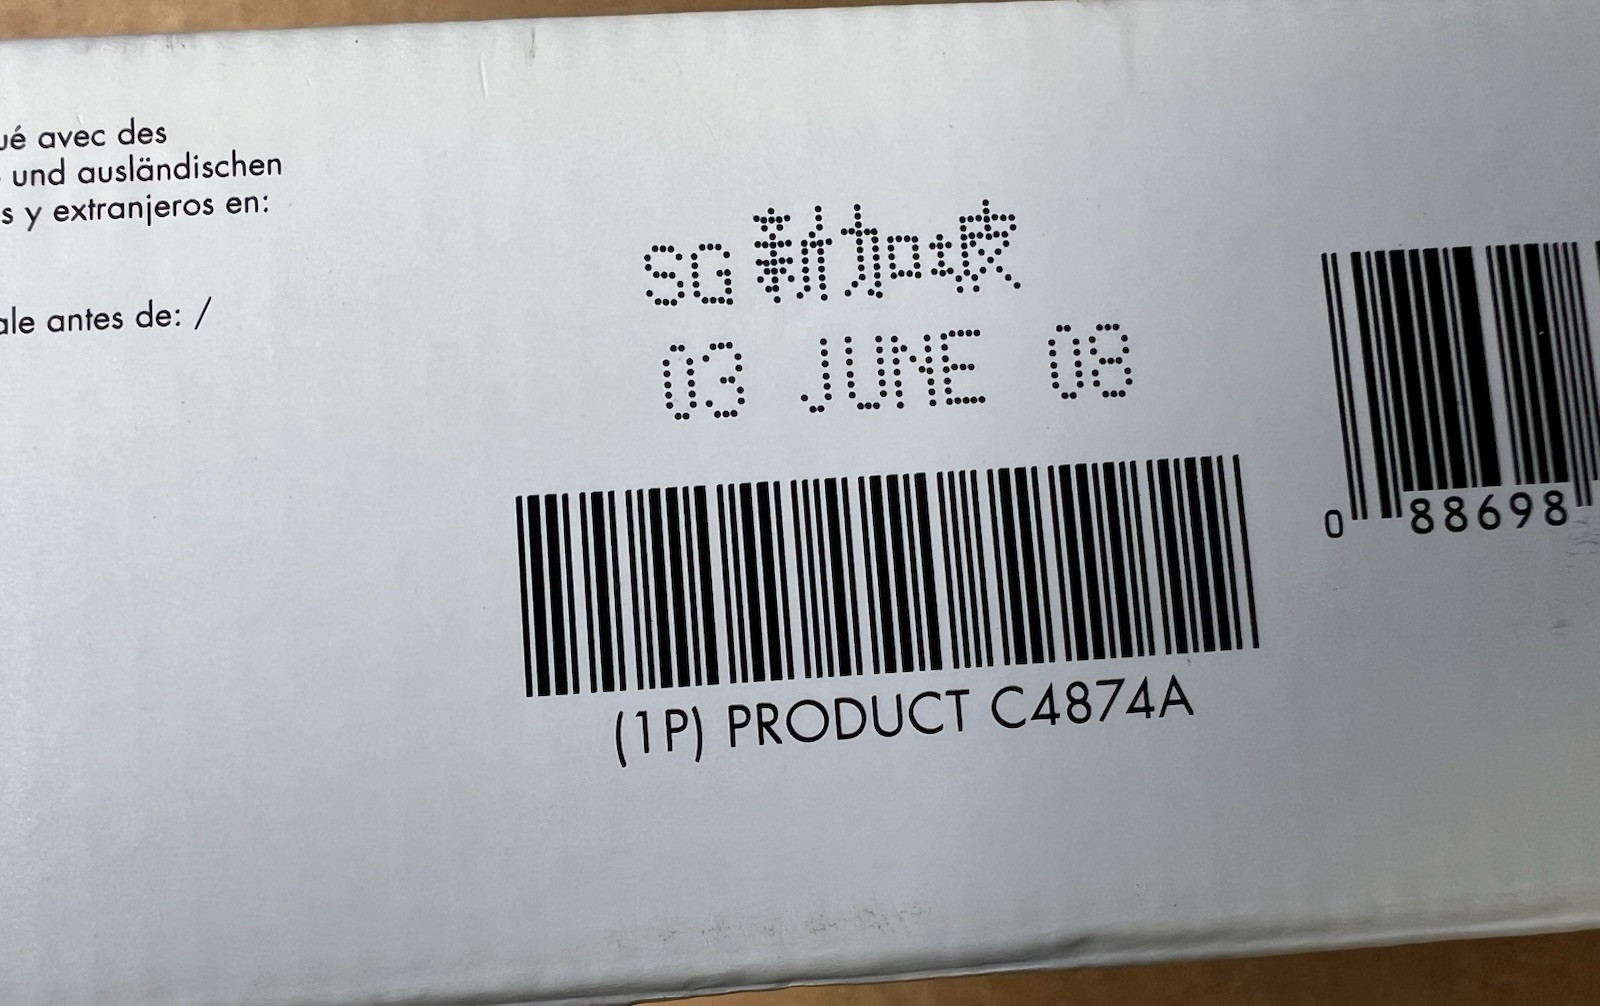 ué avec des
und ausländischen
s y extranjeros en:
ale antes de: /
SG 新加坡
03 JUNE 08
(1P) PRODUCT C4874A
0 88698